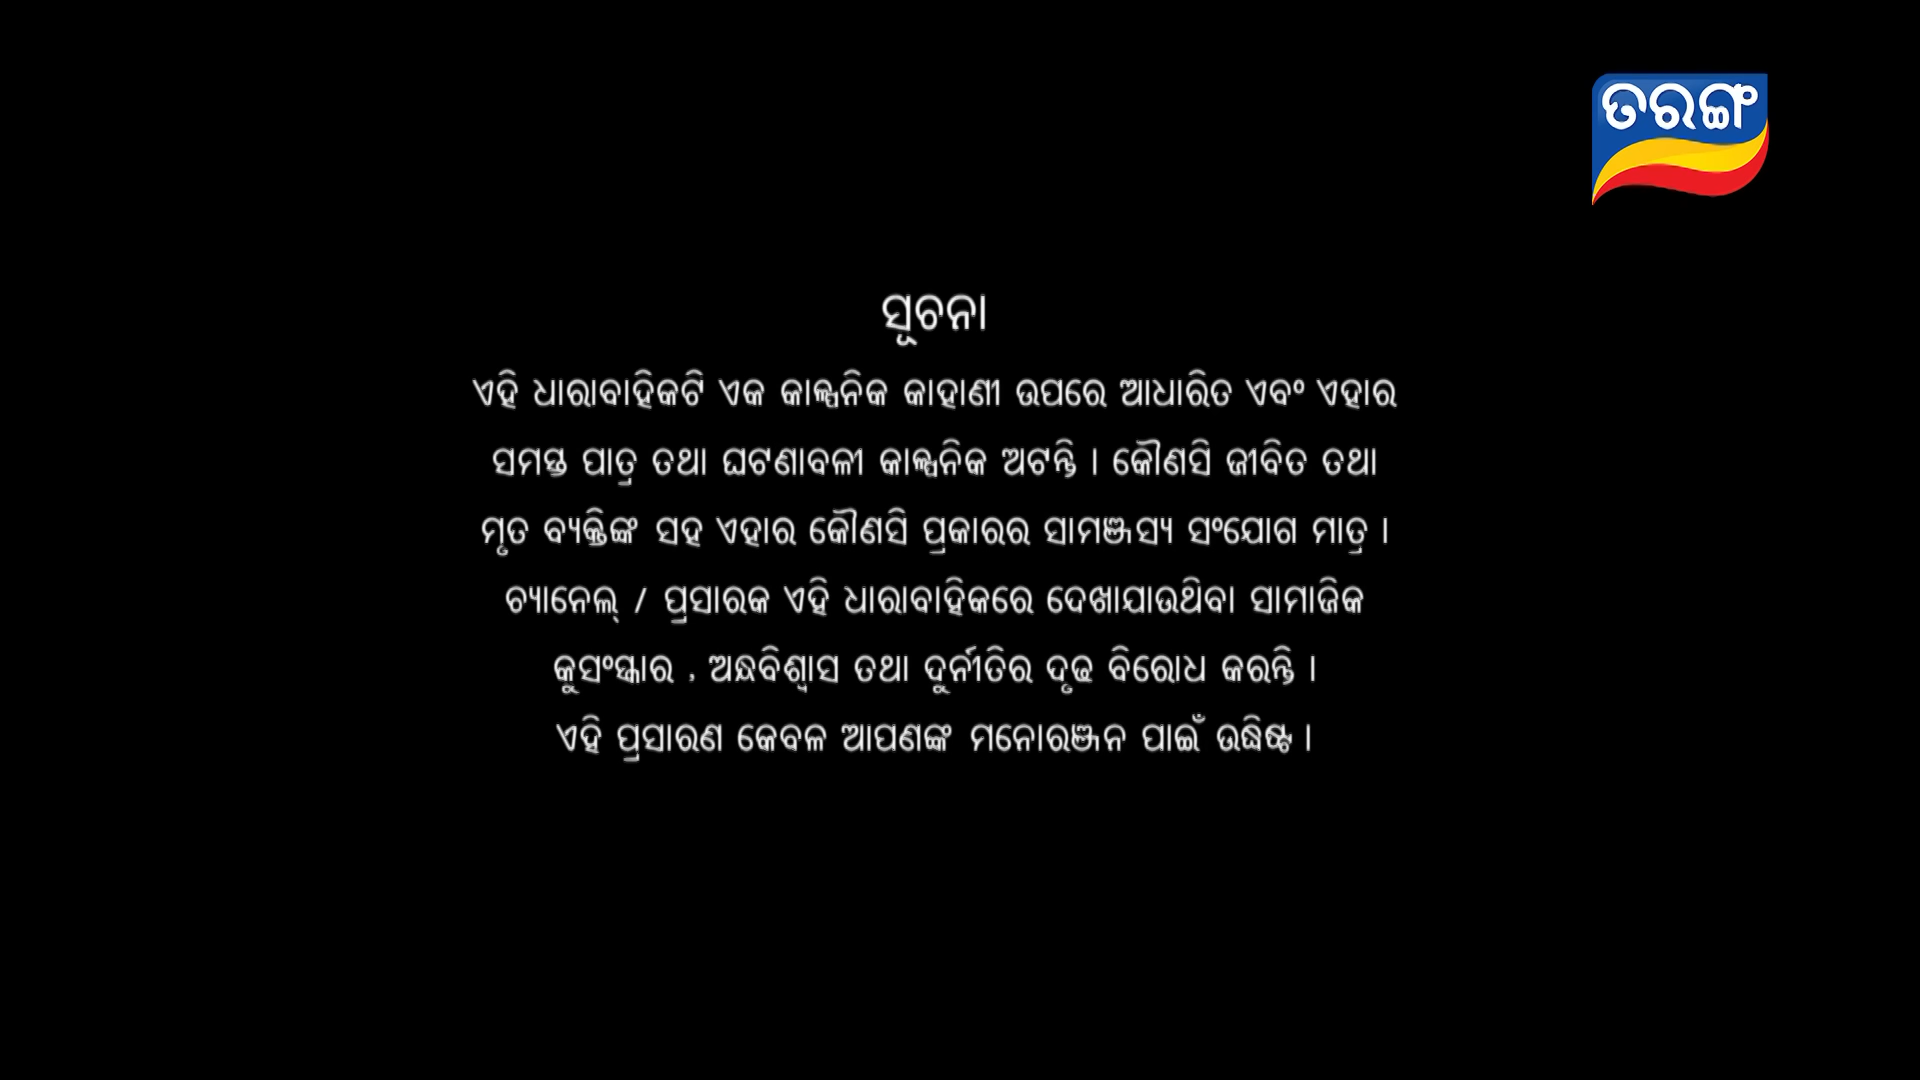 ତରଙ୍ଗ
ସୂଚନା
ଏହି ଧାରାବାହିକଟି ଏକ କାଳ୍ପନିକ କାହାଣୀ ଉପରେ ଆଧାରିତ ଏବଂ ଏହାର
ସମସ୍ତ ପାତ୍ର ତଥା ଘଟଣାବଳୀ କାଳ୍ପନିକ ଅଟନ୍ତି । କୌଣସି ଜୀବିତ ତଥା
ମୃତ ବ୍ୟକ୍ତିଙ୍କ ସହ ଏହାର କୌଣସି ପ୍ରକାରର ସାମଞ୍ଜସ୍ୟ ସଂଯୋଗ ମାତ୍ର ।
ଚ୍ୟାନେଲ୍ / ପ୍ରସାରକ ଏହି ଧାରାବାହିକରେ ଦେଖାଯାଉଥିବା ସାମାଜିକ
କୁସଂସ୍କାର , ଅନ୍ଧବିଶ୍ୱାସ ତଥା ଦୁର୍ନୀତିର ଦୃଢ ବିରୋଧ କରନ୍ତି ।
ଏହି ପ୍ରସାରଣ କେବଳ ଆପଣଙ୍କ ମନୋରଞ୍ଜନ ପାଇଁ ଉଦ୍ଧିଷ୍ଟ ।